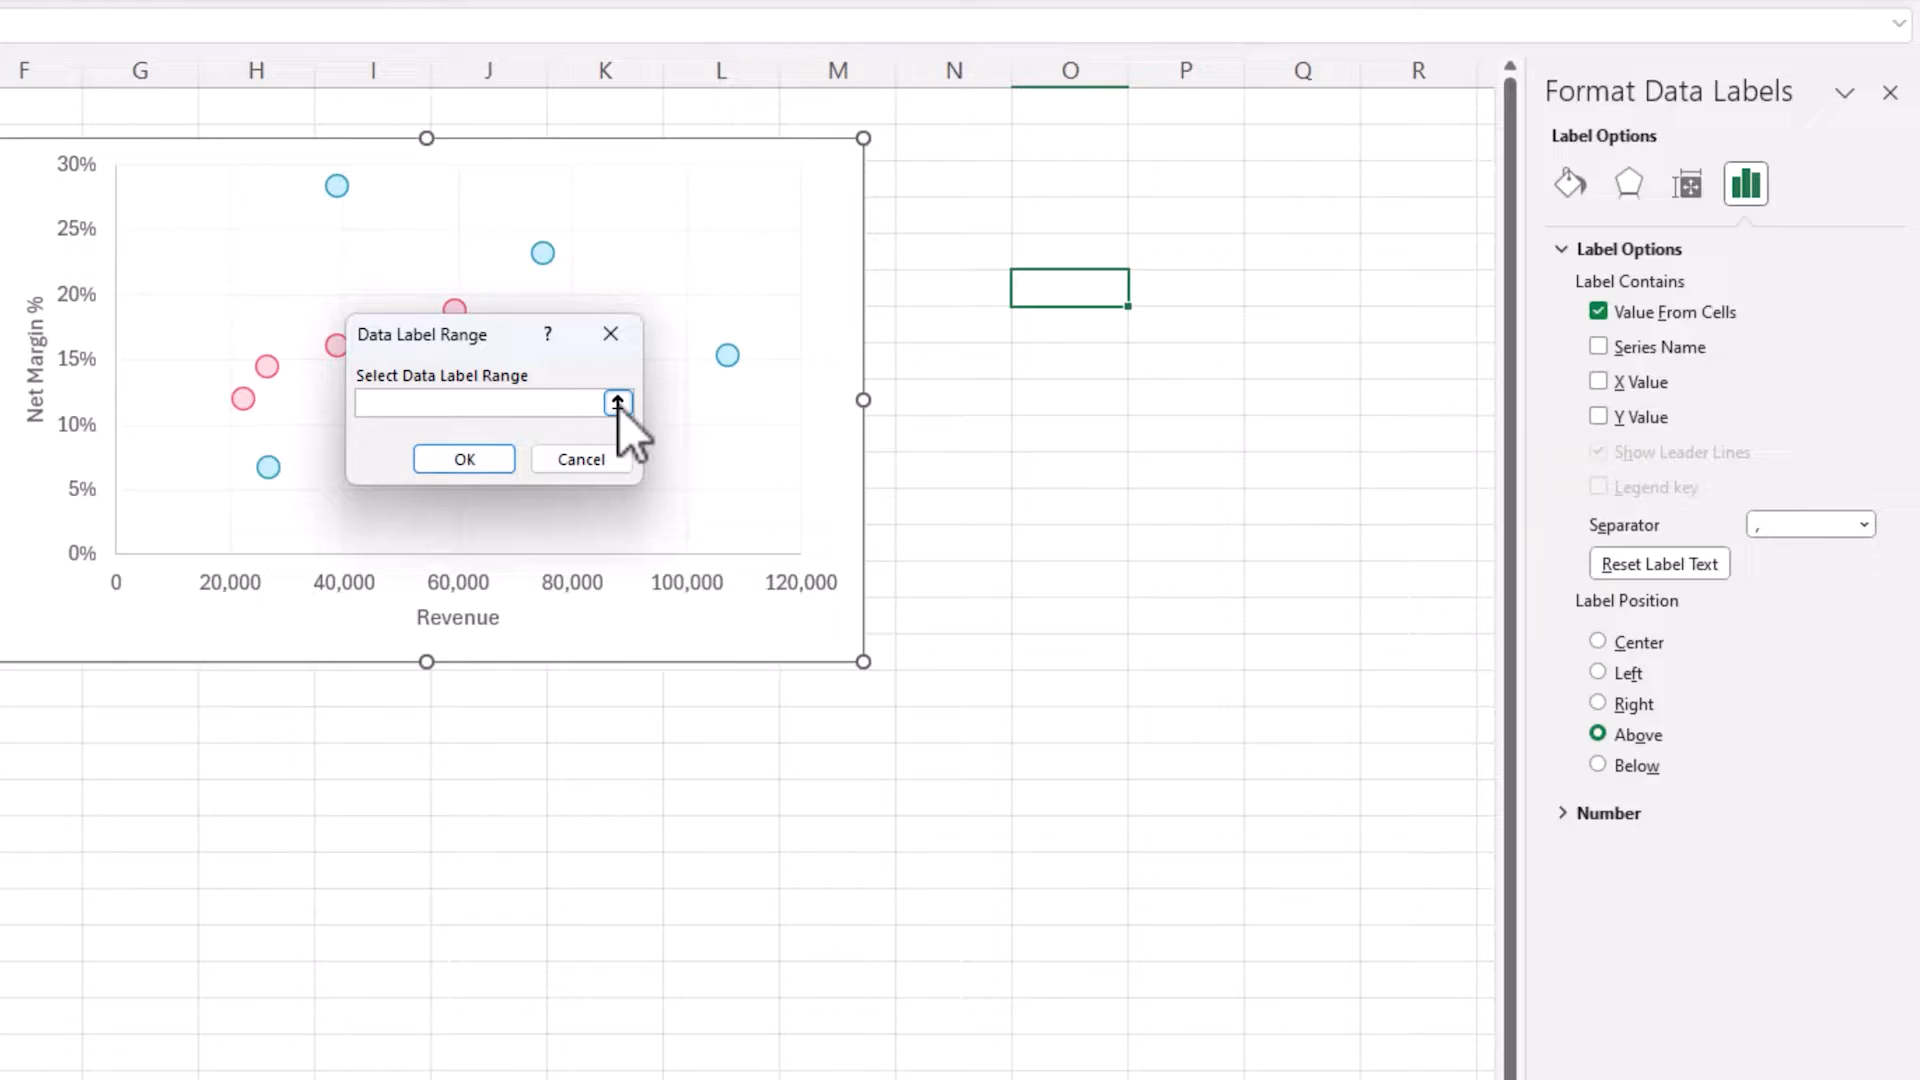 F G H I J K L M N O P Q R
Format Data Labels
Label Options
Label Options
Label Contains
Value From Cells
Series Name
X Value
Y Value
Show Leader Lines
Legend key
Separator ,
Reset Label Text
Label Position
Center
Left
Right
Above
Below
Number
30%
25%
20%
15%
10%
5%
0%
Net Margin %
0 20,000 40,000 60,000 80,000 100,000 120,000
Revenue
Data Label Range ?
Select Data Label Range
OK Cancel